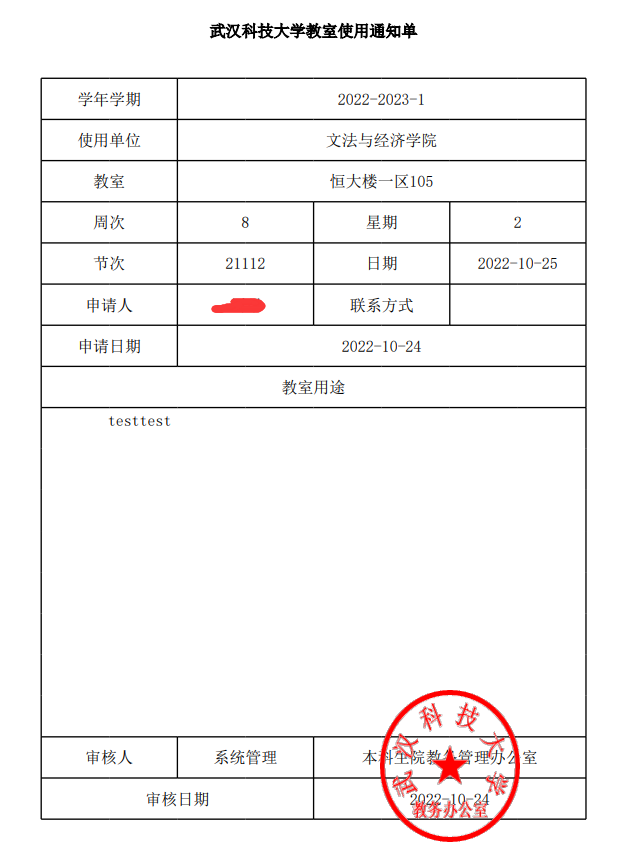 武汉科技大学教室使用通知单
学年学期 2022-2023-1
使用单位 文法与经济学院
教室 恒大楼一区105
周次 8 星期 2
节次 21112 日期 2022-10-25
申请人 联系方式
申请日期 2022-10-24
教室用途
testtest
审核人 系统管理 本科生院教务管理办公室
审核日期 2022-10-24
武汉科技大学
教务办公室